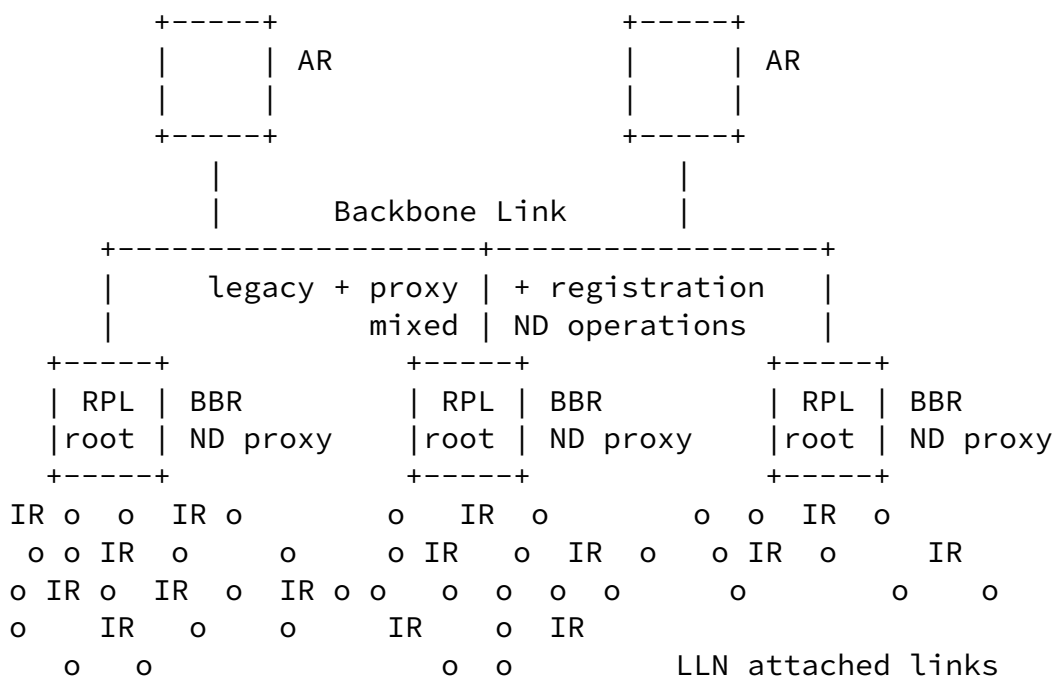 AR AR
Backbone Link
legacy + proxy + registration
mixed ND operations
RPL BBR RPL BBR RPL BBR
root ND proxy root ND proxy root ND proxy
IR o o IR o o IR o o o IR o
o o IR o o o IR o IR o o IR o IR
o IR o IR o IR o o o o o o o o o
o IR o o IR o IR
o o o o LLN attached links